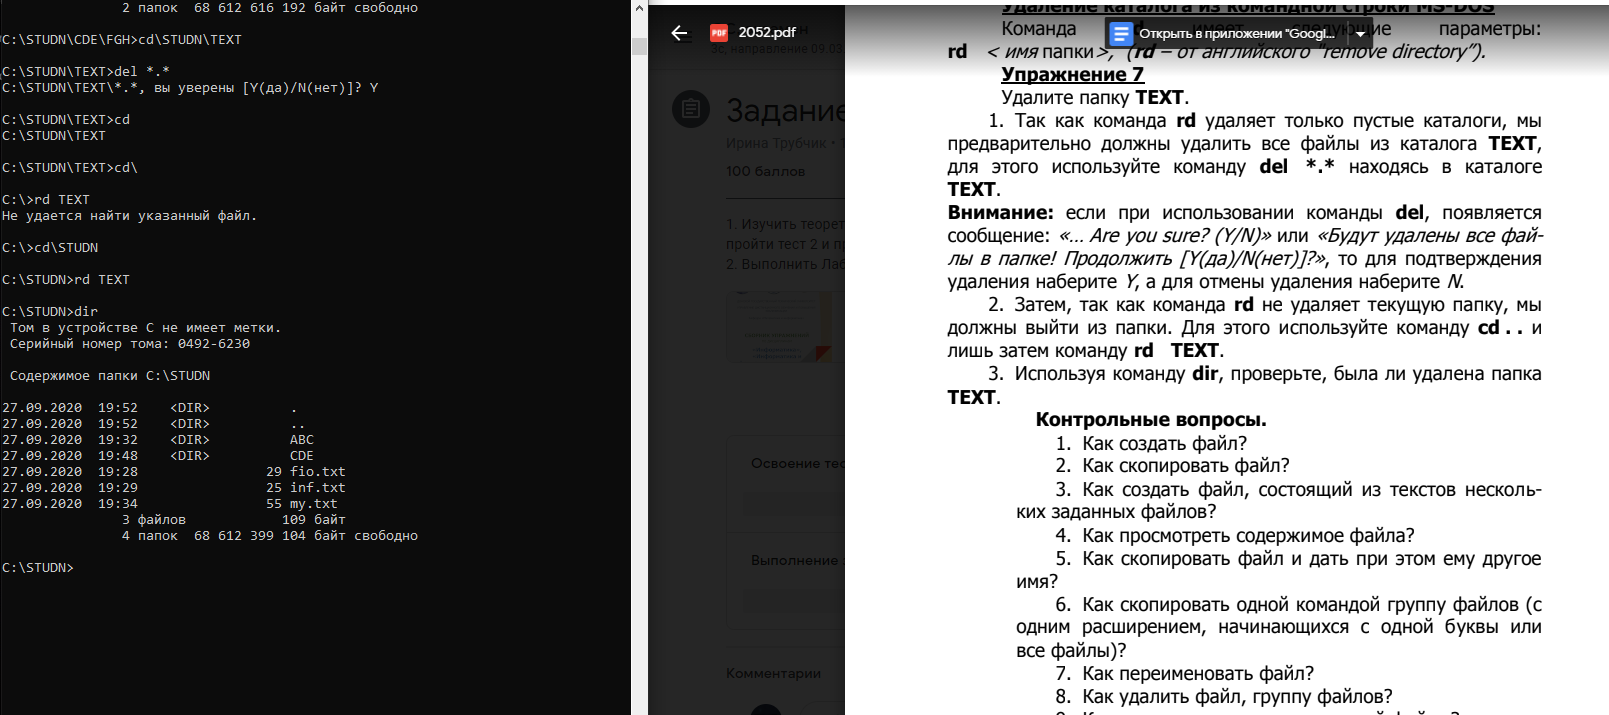 2 папок  68 612 616 192 байт свободно
C:\STUDN\CDE\FGH>cd\STUDN\TEXT
C:\STUDN\TEXT>del *.*
C:\STUDN\TEXT\*.*, вы уверены [Y(да)/N(нет)]? Y
C:\STUDN\TEXT>cd
C:\STUDN\TEXT
C:\STUDN\TEXT>cd\
C:\>rd TEXT
Не удается найти указанный файл.
C:\>cd\STUDN
C:\STUDN>rd TEXT
C:\STUDN>dir
Том в устройстве C не имеет метки.
Серийный номер тома: 0492-6230
Содержимое папки C:\STUDN
27.09.2020  19:52    <DIR>          .
27.09.2020  19:52    <DIR>          ..
27.09.2020  19:32    <DIR>          ABC
27.09.2020  19:48    <DIR>          CDE
27.09.2020  19:28                29 fio.txt
27.09.2020  19:29                25 inf.txt
27.09.2020  19:34                55 my.txt
3 файлов            109 байт
4 папок  68 612 399 104 байт свободно
C:\STUDN>
PDF 2052.pdf
3с, направление 09.03
Задание
Ирина Трубчик •
100 баллов
1. Изучить теорет
пройти тест 2 и п
2. Выполнить Лаб
Освоение тео
Выполнение
Комментарии
Открыть в приложении "Googl...
Удаление каталога из командной строки MS-DOS
Команда имеет следующие параметры:
rd < имя папки>, (rd – от английского "remove directory").
Упражнение 7
Удалите папку TEXT.
1. Так как команда rd удаляет только пустые каталоги, мы
предварительно должны удалить все файлы из каталога TEXT,
для этого используйте команду del *.* находясь в каталоге
TEXT.
Внимание: если при использовании команды del, появляется
сообщение: «... Are you sure? (Y/N)» или «Будут удалены все фай-
лы в папке! Продолжить [Y(да)/N(нет)]?», то для подтверждения
удаления наберите Y, а для отмены удаления наберите N.
2. Затем, так как команда rd не удаляет текущую папку, мы
должны выйти из папки. Для этого используйте команду cd . . и
лишь затем команду rd TEXT.
3. Используя команду dir, проверьте, была ли удалена папка
TEXT.
Контрольные вопросы.
1. Как создать файл?
2. Как скопировать файл?
3. Как создать файл, состоящий из текстов несколь-
ких заданных файлов?
4. Как просмотреть содержимое файла?
5. Как скопировать файл и дать при этом ему другое
имя?
6. Как скопировать одной командой группу файлов (с
одним расширением, начинающихся с одной буквы или
все файлы)?
7. Как переименовать файл?
8. Как удалить файл, группу файлов?